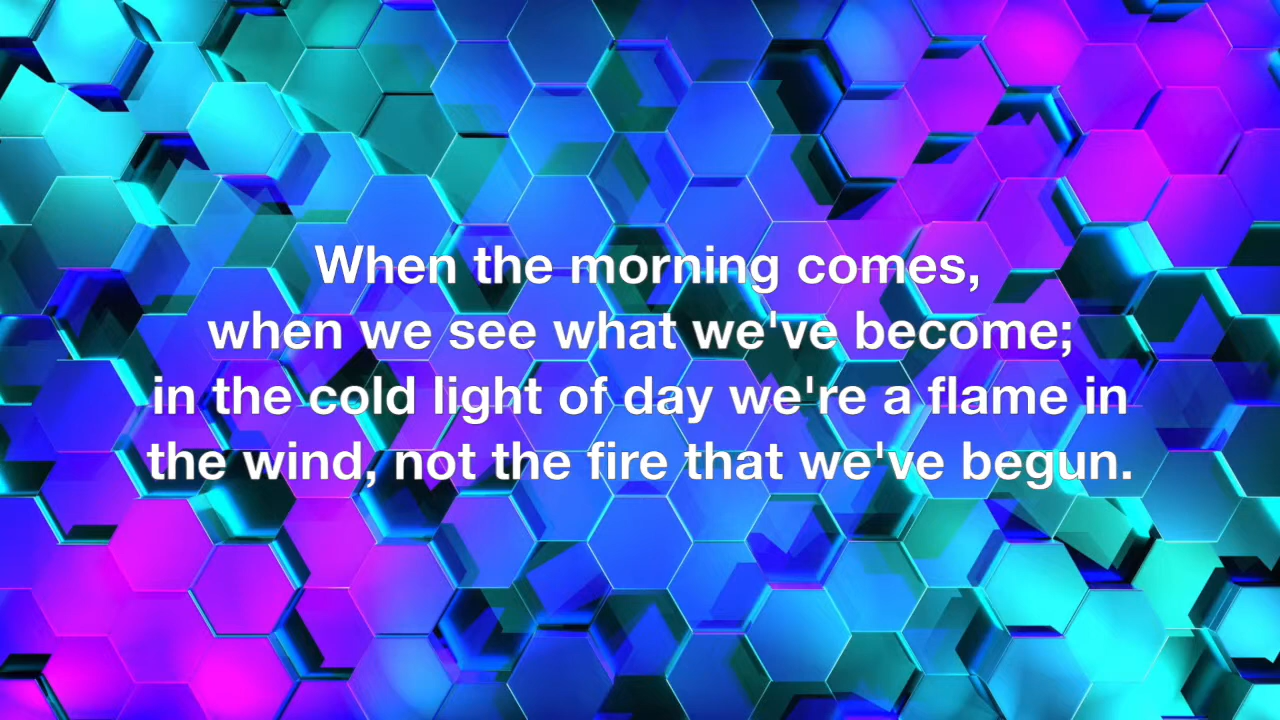 When the morning comes,
when we see what we've become;
in the cold light of day we're a flame in
the wind, not the fire that we've begun.